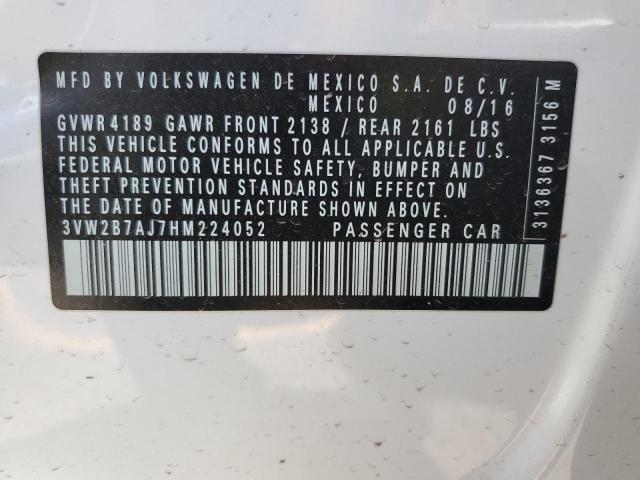 MFD BY VOLKSWAGEN DE MEXICO S.A. DE C.V.
MEXICO 08/16
GVWR 4189 GAWR FRONT 2138 / REAR 2161 LBS
THIS VEHICLE CONFORMS TO ALL APPLICABLE U.S.
FEDERAL MOTOR VEHICLE SAFETY, BUMPER AND
THEFT PREVENTION STANDARDS IN EFFECT ON
THE DATE OF MANUFACTURE SHOWN ABOVE.
3VW2B7AJ7HM224052 PASSENGER CAR
3136367 3156 M